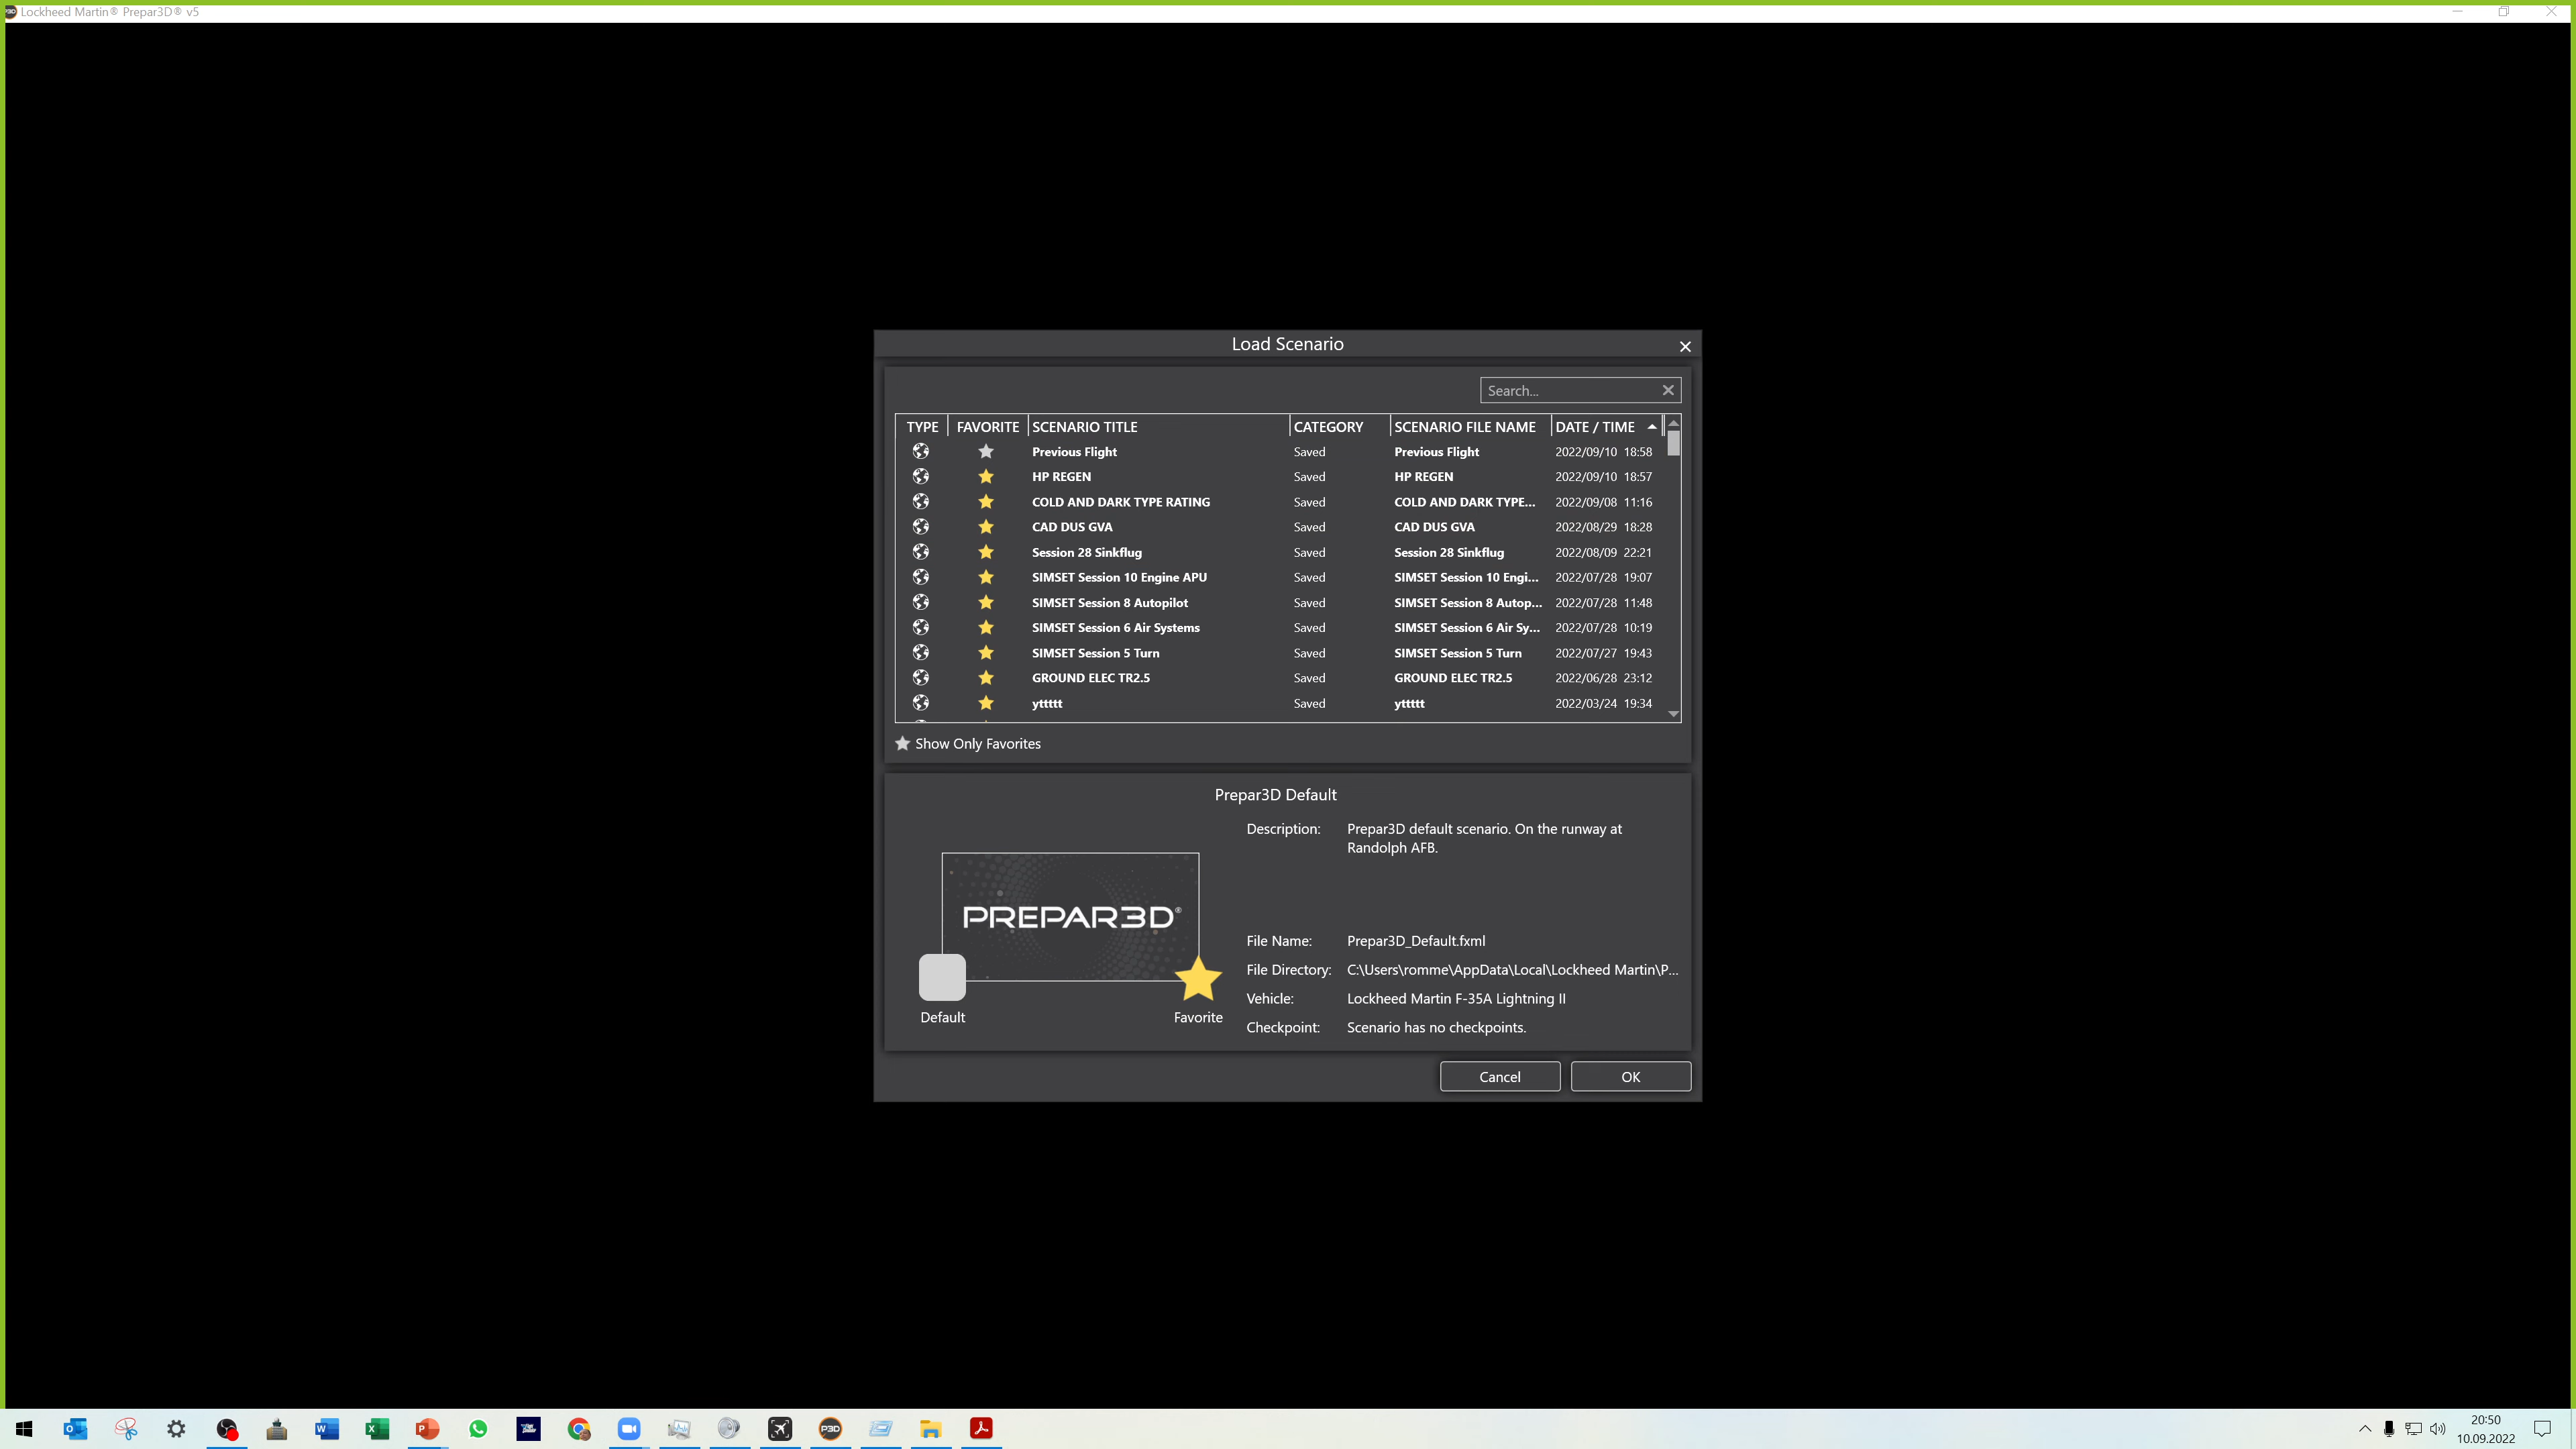 Lockheed Martin® Prepar3D® v5
Load Scenario
Search...
TYPE FAVORITE SCENARIO TITLE CATEGORY SCENARIO FILE NAME DATE / TIME
Previous Flight Saved Previous Flight 2022/09/10 18:58
HP REGEN Saved HP REGEN 2022/09/10 18:57
COLD AND DARK TYPE RATING Saved COLD AND DARK TYPE... 2022/09/08 11:16
CAD DUS GVA Saved CAD DUS GVA 2022/08/29 18:28
Session 28 Sinkflug Saved Session 28 Sinkflug 2022/08/09 22:21
SIMSET Session 10 Engine APU Saved SIMSET Session 10 Engi... 2022/07/28 19:07
SIMSET Session 8 Autopilot Saved SIMSET Session 8 Autop... 2022/07/28 11:48
SIMSET Session 6 Air Systems Saved SIMSET Session 6 Air Sy... 2022/07/28 10:19
SIMSET Session 5 Turn Saved SIMSET Session 5 Turn 2022/07/27 19:43
GROUND ELEC TR2.5 Saved GROUND ELEC TR2.5 2022/06/28 23:12
yttttt Saved yttttt 2022/03/24 19:34
Show Only Favorites
Prepar3D Default
Description: Prepar3D default scenario. On the runway at
Randolph AFB.
PREPAR3D®
File Name: Prepar3D_Default.fxml
File Directory: C:\Users\romme\AppData\Local\Lockheed Martin\P...
Vehicle: Lockheed Martin F-35A Lightning II
Default Favorite
Checkpoint: Scenario has no checkpoints.
Cancel OK
P3D
20:50
10.09.2022